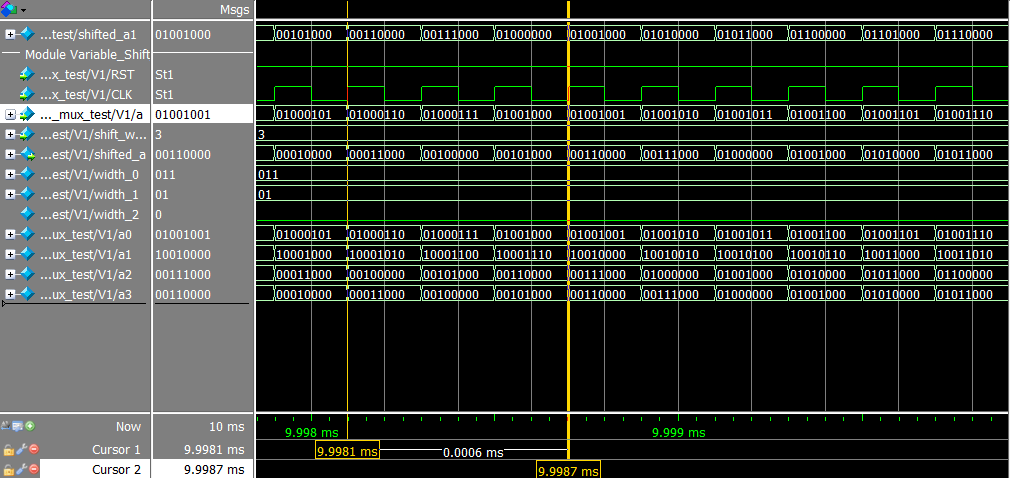 Msgs
...test/shifted_a1 01001000 00101000 00110000 00111000 01000000 01001000 01010000 01011000 01100000 01101000 01110000
Module Variable_Shift
...x_test/V1/RST St1
...x_test/V1/CLK St1
..._mux_test/V1/a 01001001 01000101 01000110 01000111 01001000 01001001 01001010 01001011 01001100 01001101 01001110
...est/V1/shift_w... 3 3
...est/V1/shifted_a 00110000 00010000 00011000 00100000 00101000 00110000 00111000 01000000 01001000 01010000 01011000
...est/V1/width_0 011 011
...est/V1/width_1 01 01
...est/V1/width_2 0
...ux_test/V1/a0 01001001 01000101 01000110 01000111 01001000 01001001 01001010 01001011 01001100 01001101 01001110
...ux_test/V1/a1 10010000 10001000 10001010 10001100 10001110 10010000 10010010 10010100 10010110 10011000 10011010
...ux_test/V1/a2 00111000 00011000 00100000 00101000 00110000 00111000 01000000 01001000 01010000 01011000 01100000
...ux_test/V1/a3 00110000 00010000 00011000 00100000 00101000 00110000 00111000 01000000 01001000 01010000 01011000
Now 10 ms 9.998 ms 9.999 ms
Cursor 1 9.9981 ms 9.9981 ms 0.0006 ms
Cursor 2 9.9987 ms 9.9987 ms